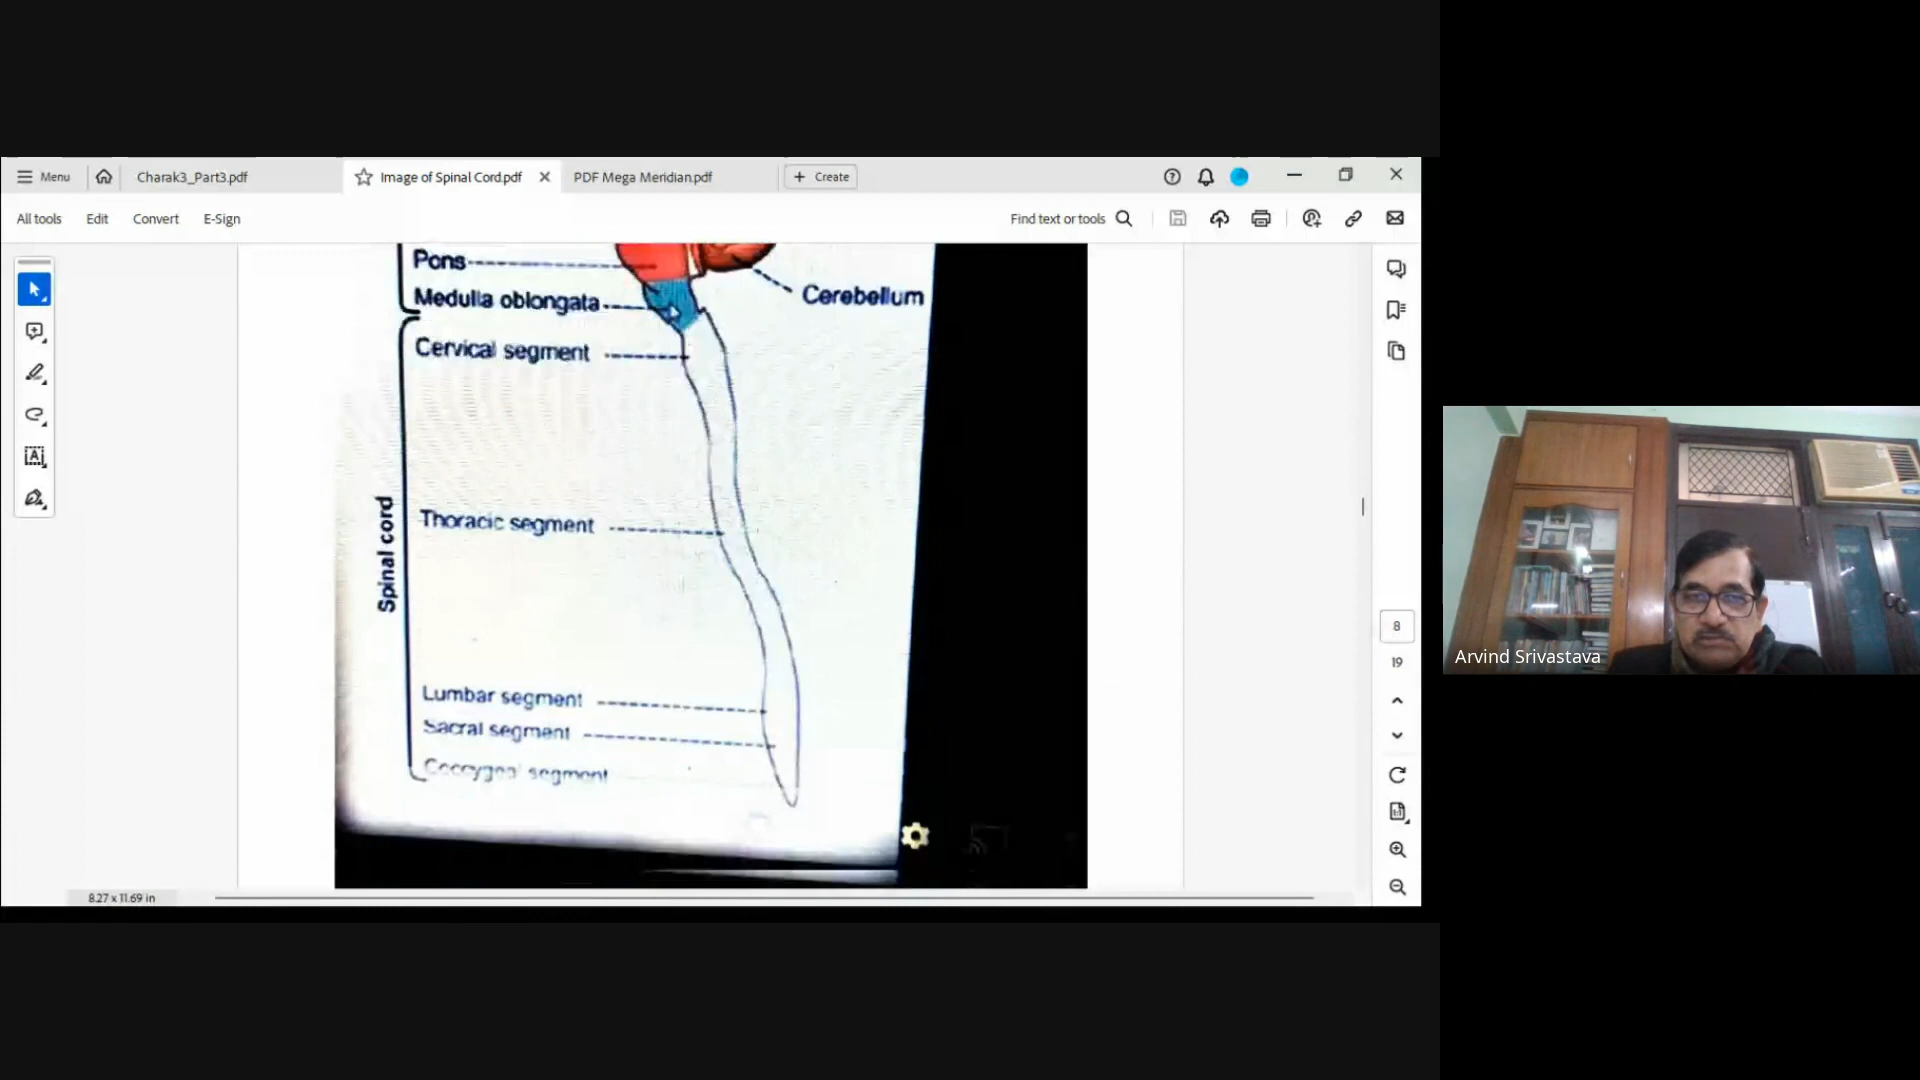 Menu
Charak3_Part3.pdf
Image of Spinal Cord.pdf
PDF Mega Meridian.pdf
Create
All tools
Edit
Convert
E-Sign
Find text or tools
Pons
Medulla oblongata
Cerebellum
Cervical segment
Thoracic segment
Spinal cord
Lumbar segment
Sacral segment
Coccygeal segment
8
19
8.27 x 11.69 in
Arvind Srivastava